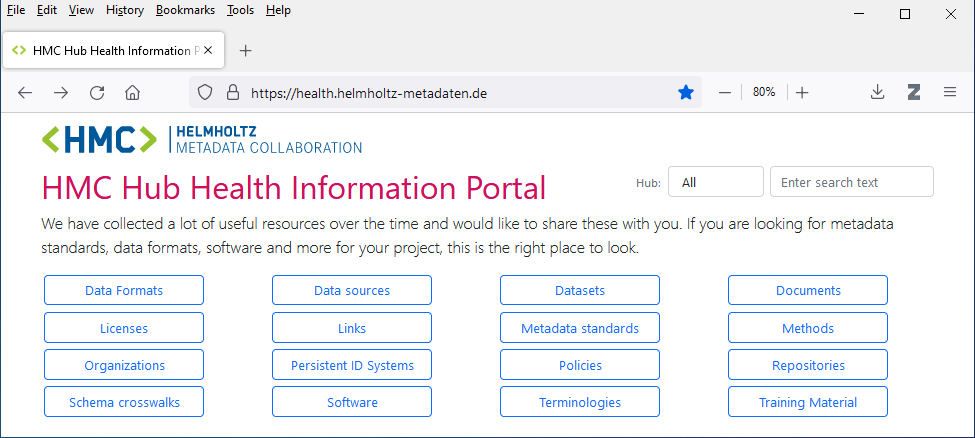 File Edit View History Bookmarks Tools Help
HMC Hub Health Information P
https://health.helmholtz-metadaten.de 80%
<HMC> HELMHOLTZ
METADATA COLLABORATION
HMC Hub Health Information Portal
Hub: All Enter search text
We have collected a lot of useful resources over the time and would like to share these with you. If you are looking for metadata
standards, data formats, software and more for your project, this is the right place to look.
Data Formats Data sources Datasets Documents
Licenses Links Metadata standards Methods
Organizations Persistent ID Systems Policies Repositories
Schema crosswalks Software Terminologies Training Material